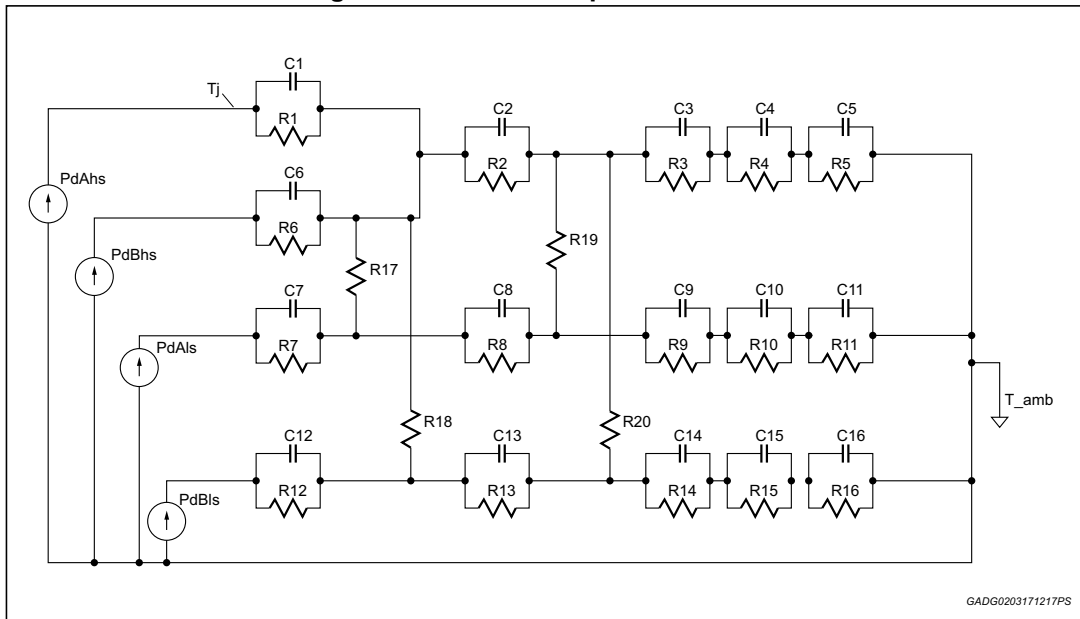 C1
Tj
R1
C2
C3
C4
C5
R2
R3
R4
R5
PdAhs
C6
R6
PdBhs
R19
R17
C7
C8
C9
C10
C11
R7
R8
R9
R10
R11
PdAls
T_amb
R18
R20
C12
C13
C14
C15
C16
R12
R13
R14
R15
R16
PdBls
GADG0203171217PS